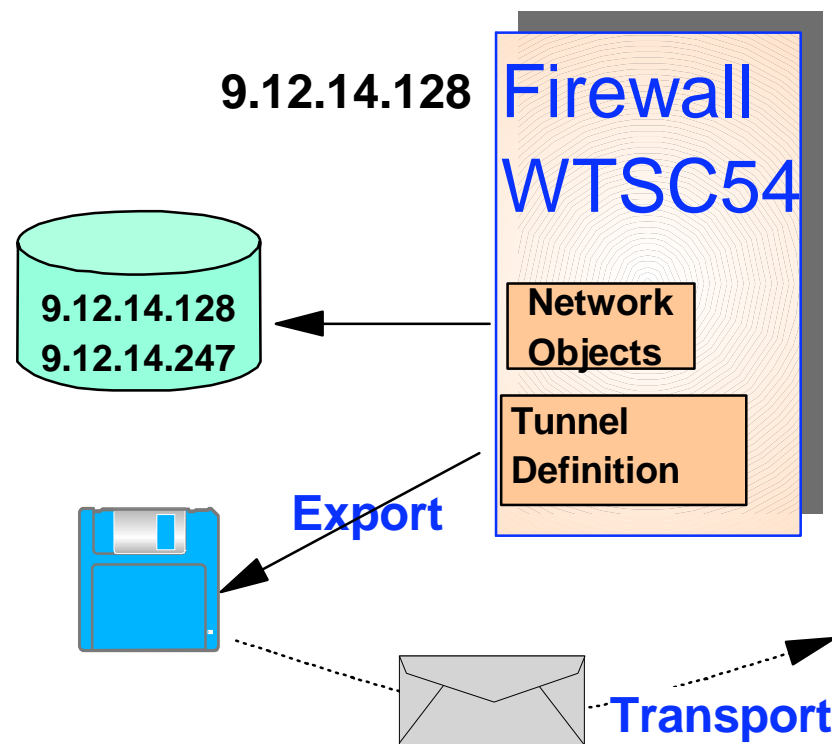 9.12.14.128
Firewall
WTSC54
9.12.14.128
9.12.14.247
Network
Objects
Tunnel
Definition
Export
Transport